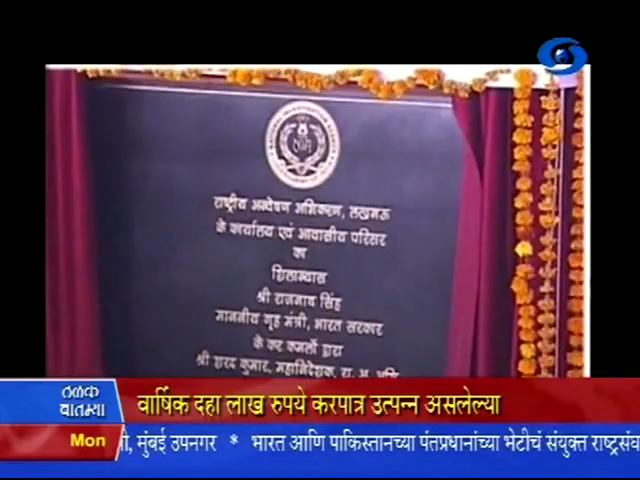 राष्ट्रीय अन्वेषण अभिकरण, लखनऊ
के कार्यालय एवं आवासीय परिसर
का
शिलान्यास
श्री राजनाथ सिंह
माननीय गृह मंत्री, भारत सरकार
के कर कमलों द्वारा
श्री शरद कुमार, महानिदेशक, रा. अ.
ठळक
बातम्या
वार्षिक दहा लाख रुपये करपात्र उत्पन्न असलेल्या
Mon
मुंबई उपनगर * भारत आणि पाकिस्तानच्या पंतप्रधानांच्या भेटीचं संयुक्त राष्ट्रसंघ